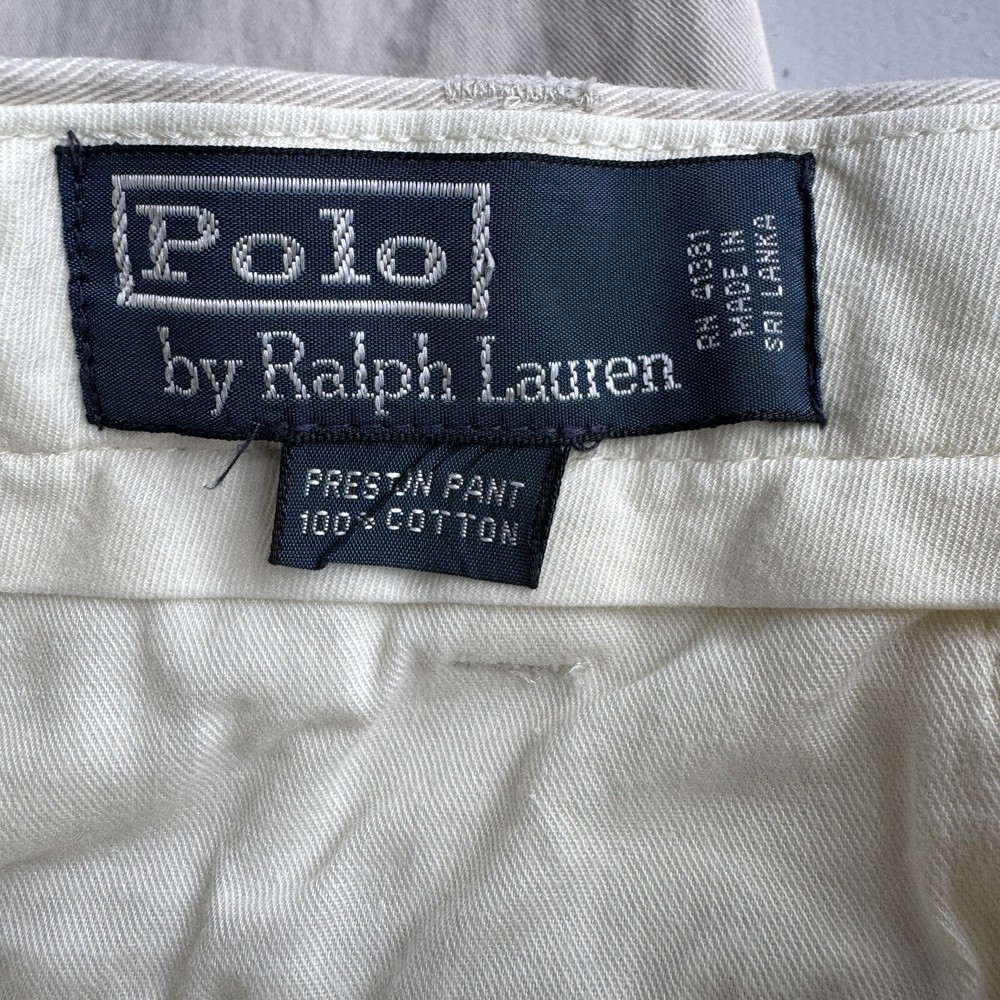 Polo
by Ralph Lauren
RN 41381
MADE IN
SRI LANKA
PRESTON PANT
100% COTTON